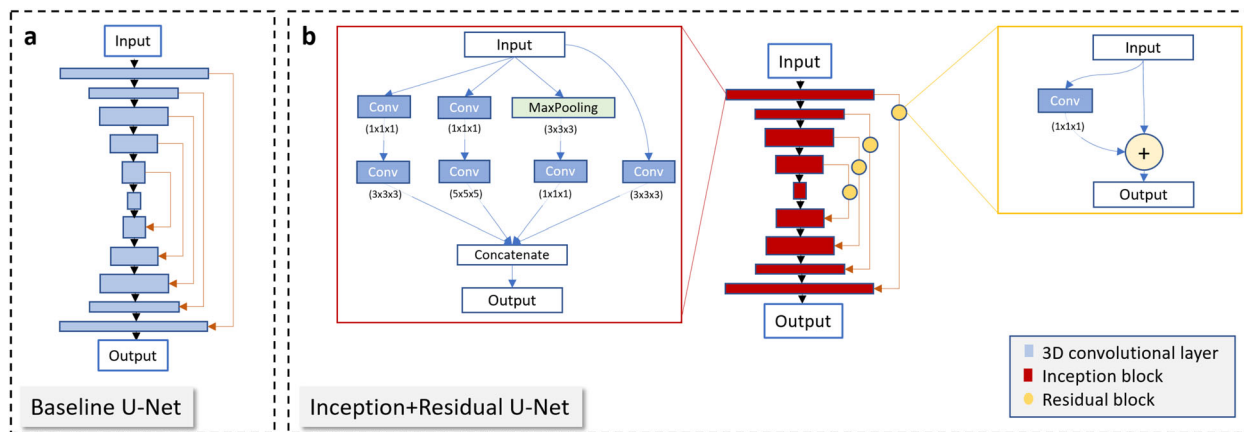 a
Input
Output
Baseline U-Net
b
Input
Conv
(1x1x1)
Conv
(1x1x1)
MaxPooling
(3x3x3)
Conv
(3x3x3)
Conv
(5x5x5)
Conv
(1x1x1)
Conv
(3x3x3)
Concatenate
Output
Input
Output
Input
Conv
(1x1x1)
+
Output
Inception+Residual U-Net
3D convolutional layer
Inception block
Residual block